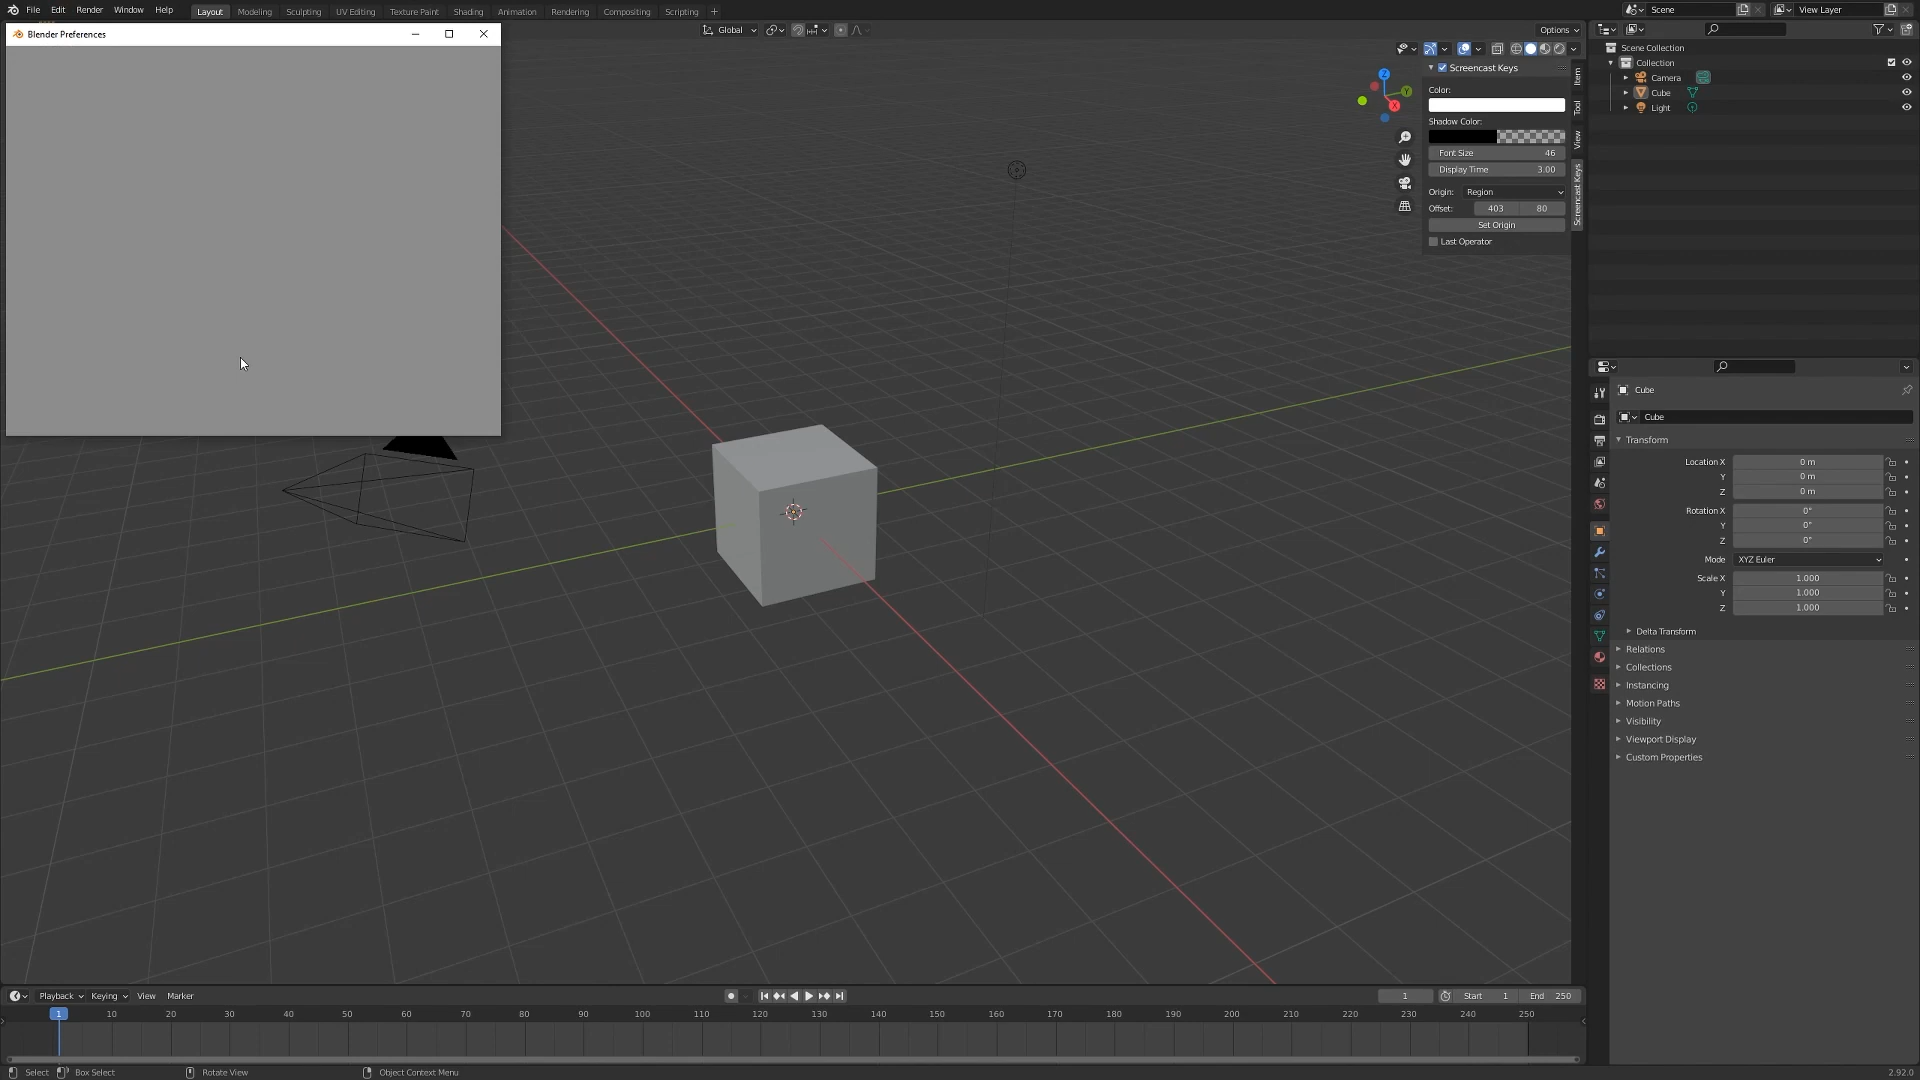 File Edit Render Window Help Layout Modeling Sculpting UV Editing Texture Paint Shading Animation Rendering Compositing Scripting + Scene View Layer
Blender Preferences
Global
Options
Scene Collection
Collection
Camera
Cube
Light
Screencast Keys
Color:
Shadow Color:
Font Size 46
Display Time 3.00
Origin: Region
Offset: 403 80
Set Origin
Last Operator
Item
Tool
View
Screencast Keys
Z
Y
X
Cube
Cube
Transform
Location X 0 m
Y 0 m
Z 0 m
Rotation X 0°
Y 0°
Z 0°
Mode XYZ Euler
Scale X 1.000
Y 1.000
Z 1.000
Delta Transform
Relations
Collections
Instancing
Motion Paths
Visibility
Viewport Display
Custom Properties
Playback Keying View Marker 1 Start 1 End 250
1 10 20 30 40 50 60 70 80 90 100 110 120 130 140 150 160 170 180 190 200 210 220 230 240 250
Select Box Select Rotate View Object Context Menu 2.92.0